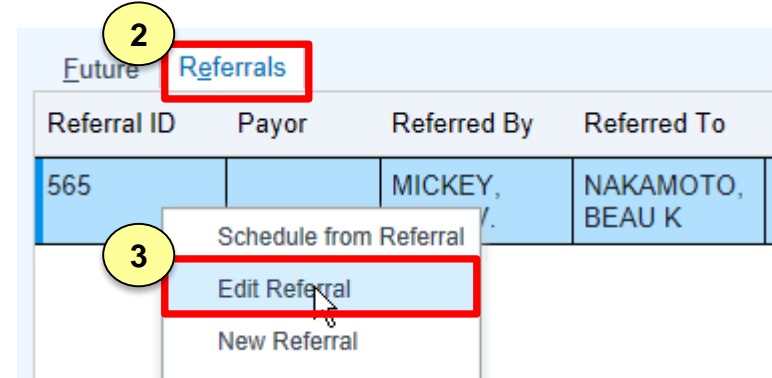 2
Future Referrals
Referral ID Payor Referred By Referred To
565 MICKEY, NAKAMOTO,
BEAU K
Schedule from Referral
3
Edit Referral
New Referral